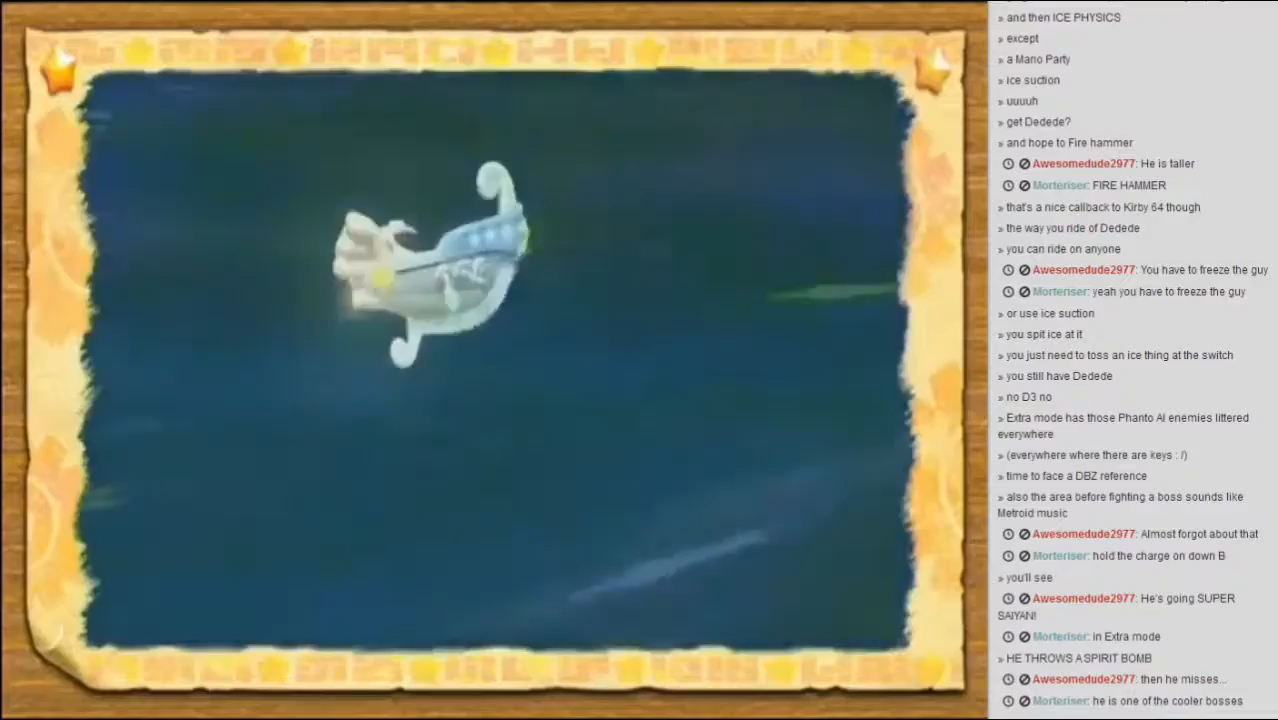 » and then ICE PHYSICS
» except
» a Mario Party
» ice suction
» uuuuh
» get Dedede?
» and hope to Fire hammer
Awesomedude2977: He is taller
Morteriser: FIRE HAMMER
» that's a nice callback to Kirby 64 though
» the way you ride of Dedede
» you can ride on anyone
Awesomedude2977: You have to freeze the guy
Morteriser: yeah you have to freeze the guy
» or use ice suction
» you spit ice at it
» you just need to toss an ice thing at the switch
» you still have Dedede
» no D3 no
» Extra mode has those Phanto AI enemies littered
everywhere
» (everywhere where there are keys : /)
» time to face a DBZ reference
» also the area before fighting a boss sounds like
Metroid music
Awesomedude2977: Almost forgot about that
Morteriser: hold the charge on down B
» you'll see
Awesomedude2977: He's going SUPER
SAIYAN!
Morteriser: in Extra mode
» HE THROWS A SPIRIT BOMB
Awesomedude2977: then he misses...
Morteriser: he is one of the cooler bosses